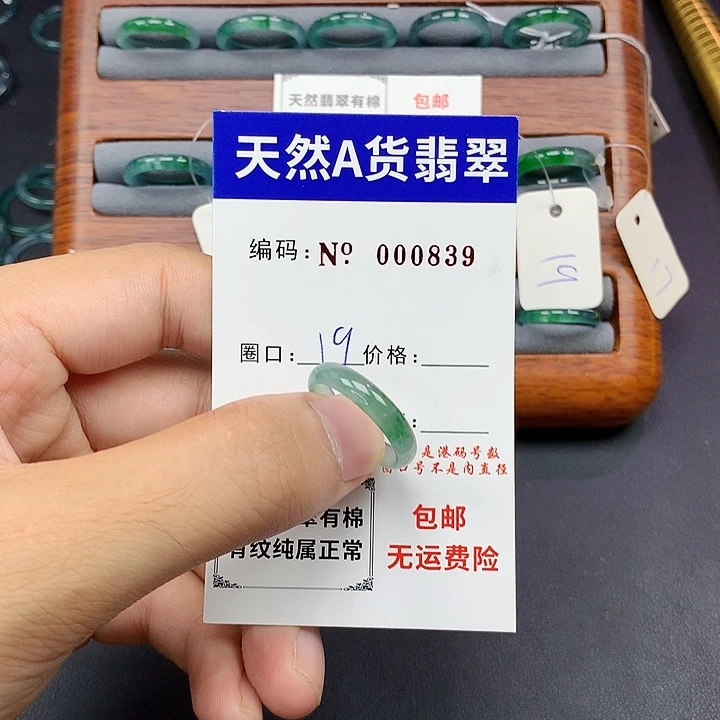 天然翡翠有棉
包邮
天然A货翡翠
编码:
Nº 000839
19
17
圈口: 19 价格:
:
是港码号数
号不是内直径
翠有棉
有纹纯属正常
包邮
无运费险